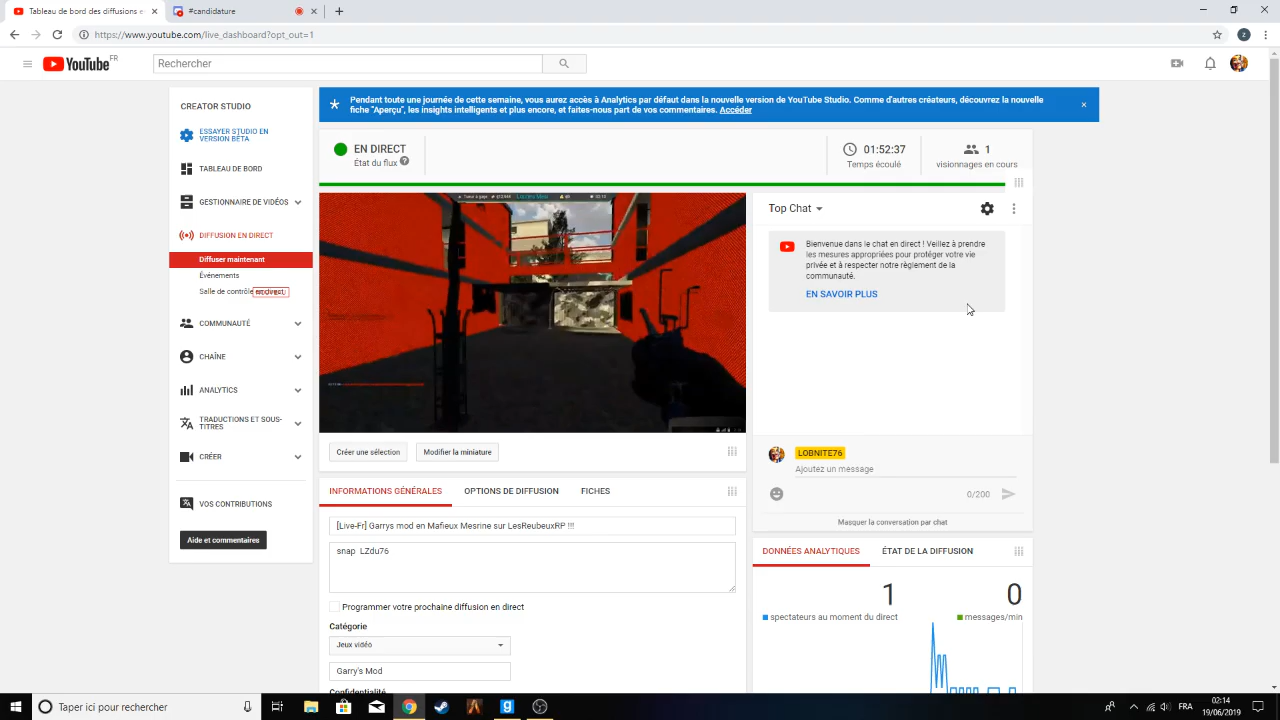 Tableau de bord des diffusions e
#candidature
https://www.youtube.com/live_dashboard?opt_out=1
YouTube FR
Rechercher
CREATOR STUDIO
ESSAYER STUDIO EN
VERSION BÊTA
TABLEAU DE BORD
GESTIONNAIRE DE VIDÉOS
DIFFUSION EN DIRECT
Diffuser maintenant
Événements
Salle de contrôle en direct
COMMUNAUTÉ
CHAÎNE
ANALYTICS
TRADUCTIONS ET SOUS-
TITRES
CRÉER
VOS CONTRIBUTIONS
Aide et commentaires
Pendant toute une journée de cette semaine, vous aurez accès à Analytics par défaut dans la nouvelle version de YouTube Studio. Comme d'autres créateurs, découvrez la nouvelle
fiche "Aperçu", les insights intelligents et plus encore, et faites-nous part de vos commentaires. Accéder
EN DIRECT
État du flux ?
01:52:37
Temps écoulé
1
visionnages en cours
Créer une sélection
Modifier la miniature
INFORMATIONS GÉNÉRALES
OPTIONS DE DIFFUSION
FICHES
[Live-Fr] Garrys mod en Mafieux Mesrine sur LesReubeuxRP !!!
snap LZdu76
Programmer votre prochaine diffusion en direct
Catégorie
Jeux vidéo
Garry's Mod
Confidentialité
Top Chat
Bienvenue dans le chat en direct ! Veillez à prendre
les mesures appropriées pour protéger votre vie
privée et à respecter notre règlement de la
communauté.
EN SAVOIR PLUS
LOBNITE76
Ajoutez un message
0/200
Masquer la conversation par chat
DONNÉES ANALYTIQUES
ÉTAT DE LA DIFFUSION
1
spectateurs au moment du direct
0
messages/min
Taper ici pour rechercher
FRA
02:14
19/06/2019